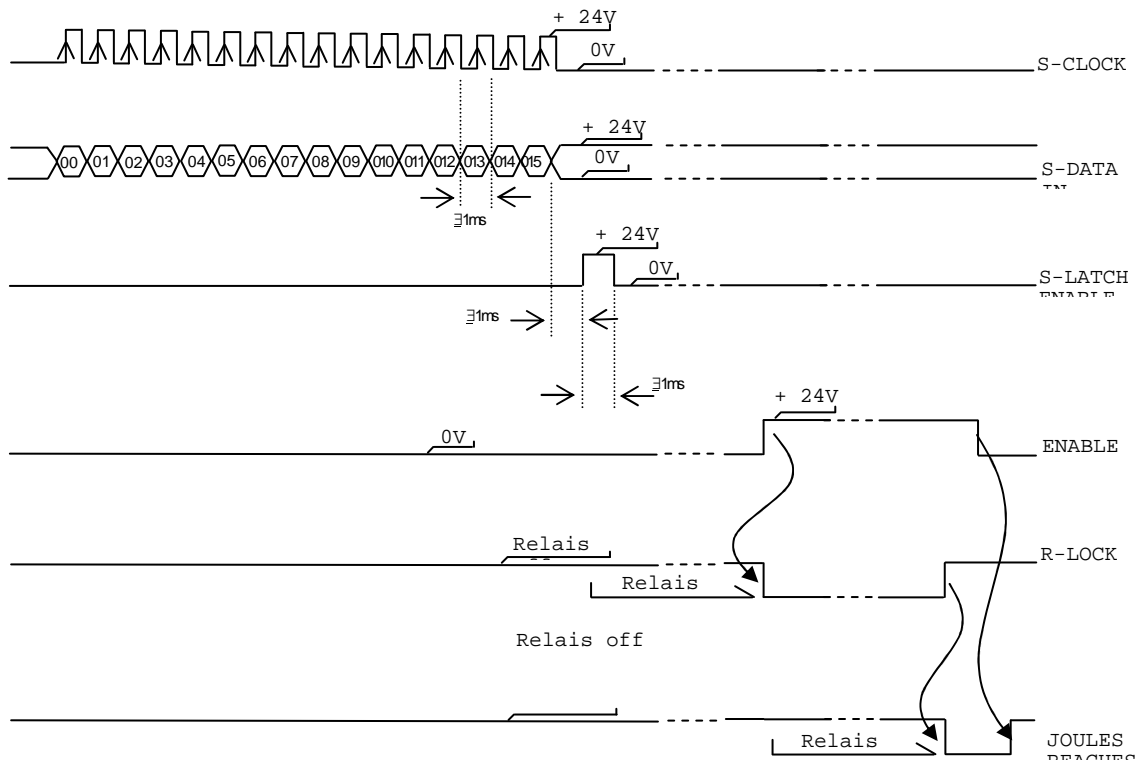 + 24V
0V
S-CLOCK
+ 24V
00 01 02 03 04 05 06 07 08 09 010 011 012 013 014 015
0V
S-DATA
1ms
+ 24V
0V
S-LATCH
1ms
1ms
+ 24V
0V
ENABLE
Relais
R-LOCK
Relais
Relais off
Relais
JOULES